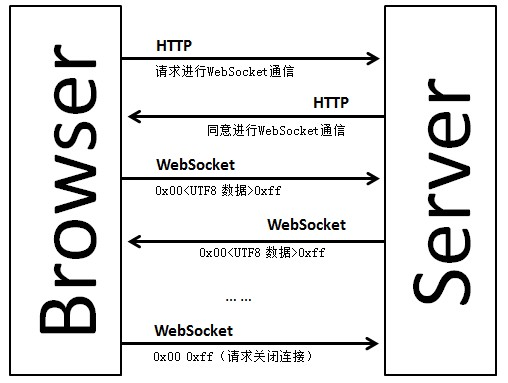 Browser
Server
HTTP
请求进行WebSocket通信
HTTP
同意进行WebSocket通信
WebSocket
0x00<UTF8 数据>0xff
WebSocket
0x00<UTF8 数据>0xff
... ...
WebSocket
0x00 0xff（请求关闭连接）